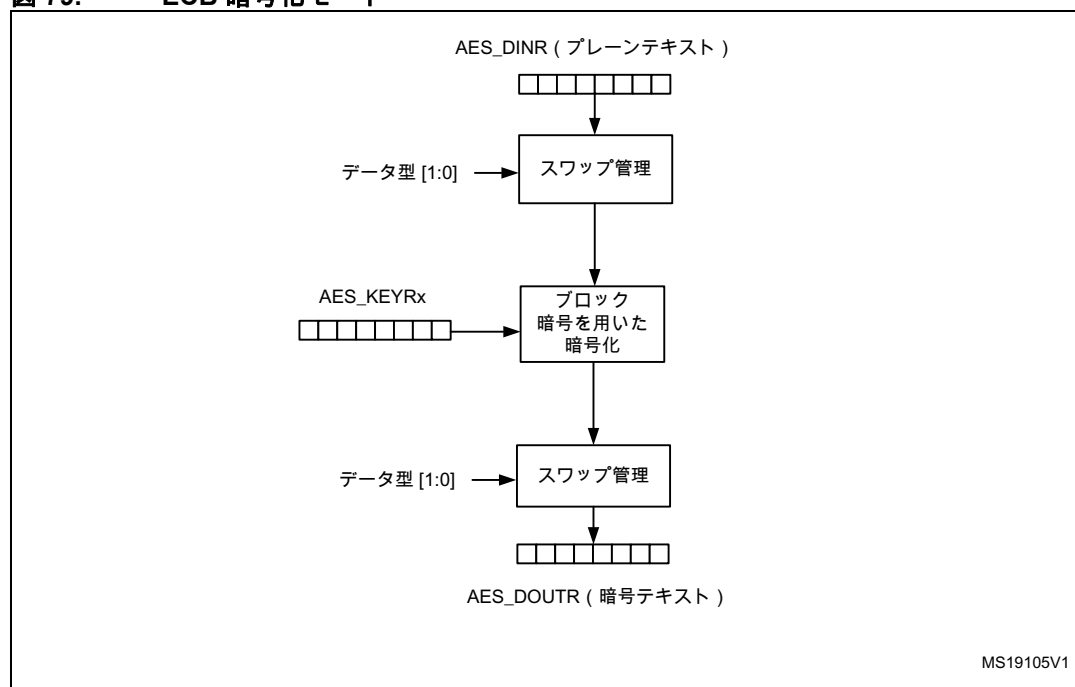 AES_DINR ( プレーンテキスト )
データ型 [1:0]
スワップ管理
AES_KEYRx
ブロック
暗号を用いた
暗号化
データ型 [1:0]
スワップ管理
AES_DOUTR ( 暗号テキスト )
MS19105V1